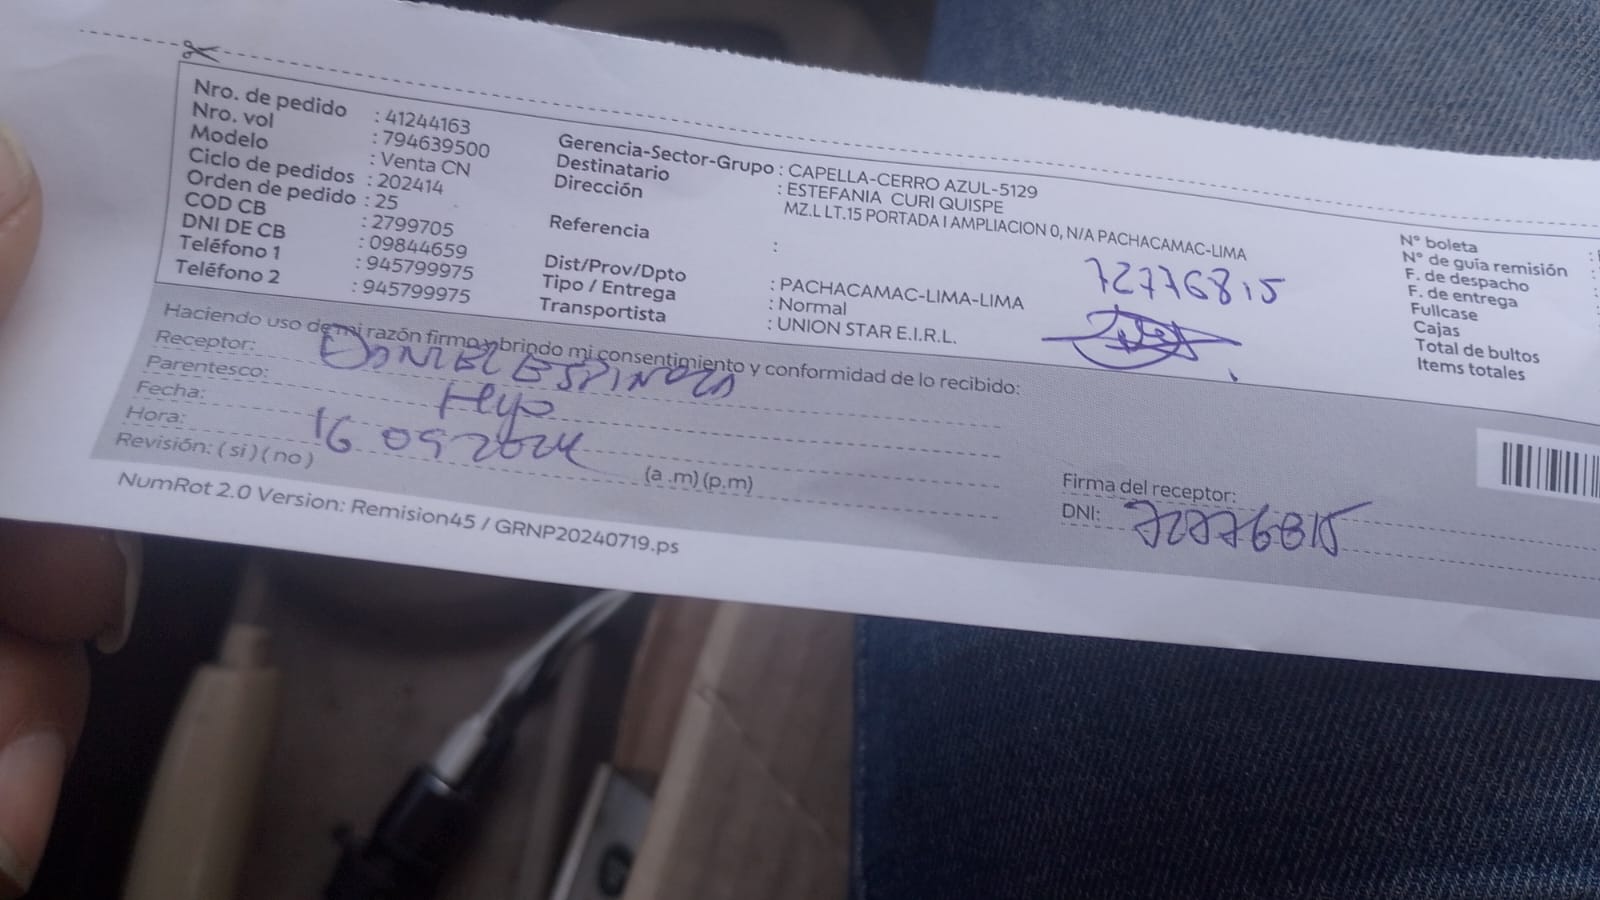 Nro. de pedido : 41244163
Nro. vol : 794639500
Modelo : Venta CN
Ciclo de pedidos : 202414
Orden de pedido : 25
COD CB : 2799705
DNI DE CB : 09844659
Teléfono 1 : 945799975
Teléfono 2 : 945799975
Gerencia-Sector-Grupo : CAPELLA-CERRO AZUL-5129
Destinatario : ESTEFANIA CURI QUISPE
Dirección MZ.L LT.15 PORTADA I AMPLIACION 0, N/A PACHACAMAC-LIMA
Referencia :
Dist/Prov/Dpto : PACHACAMAC-LIMA-LIMA
Tipo / Entrega : Normal
Transportista : UNION STAR E.I.R.L.
72776815
N° boleta :
N° de guía remisión :
F. de despacho
F. de entrega
Fullcase
Cajas
Total de bultos
Items totales
Haciendo uso de mi razón firmo y brindo mi consentimiento y conformidad de lo recibido:
Receptor: DANIEL ESPINOZA
Parentesco: Hijo
Fecha: 16 09 2024
Hora: (a .m) (p.m)
Revisión: ( si ) ( no )
Firma del receptor:
DNI: 72776815
NumRot 2.0 Version: Remision45 / GRNP20240719.ps